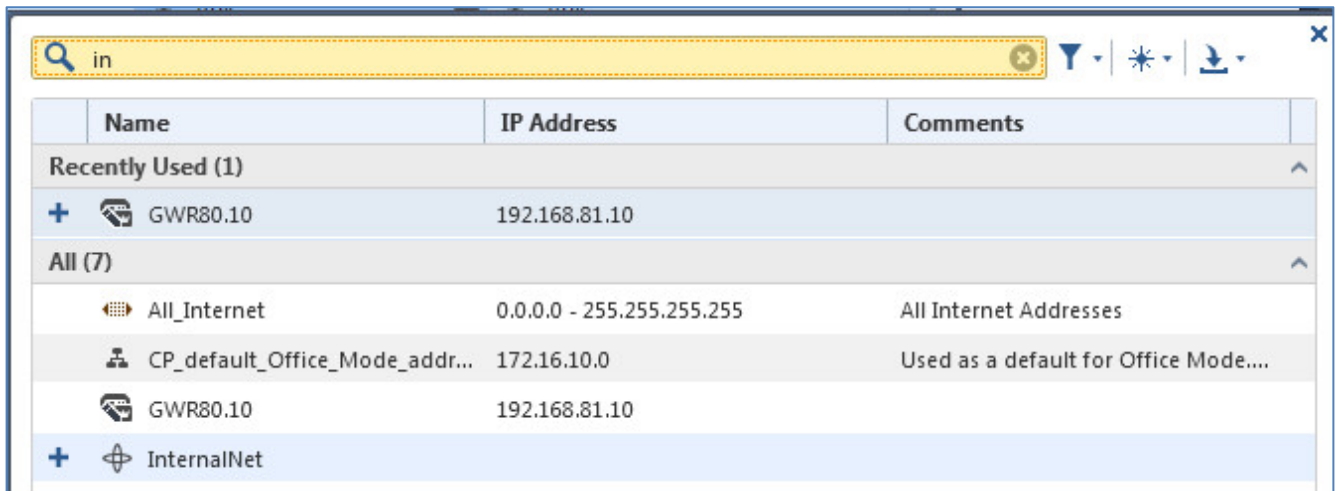 in
Name IP Address Comments
Recently Used (1)
GWR80.10 192.168.81.10
All (7)
All_Internet 0.0.0.0 - 255.255.255.255 All Internet Addresses
CP_default_Office_Mode_addr... 172.16.10.0 Used as a default for Office Mode....
GWR80.10 192.168.81.10
InternalNet